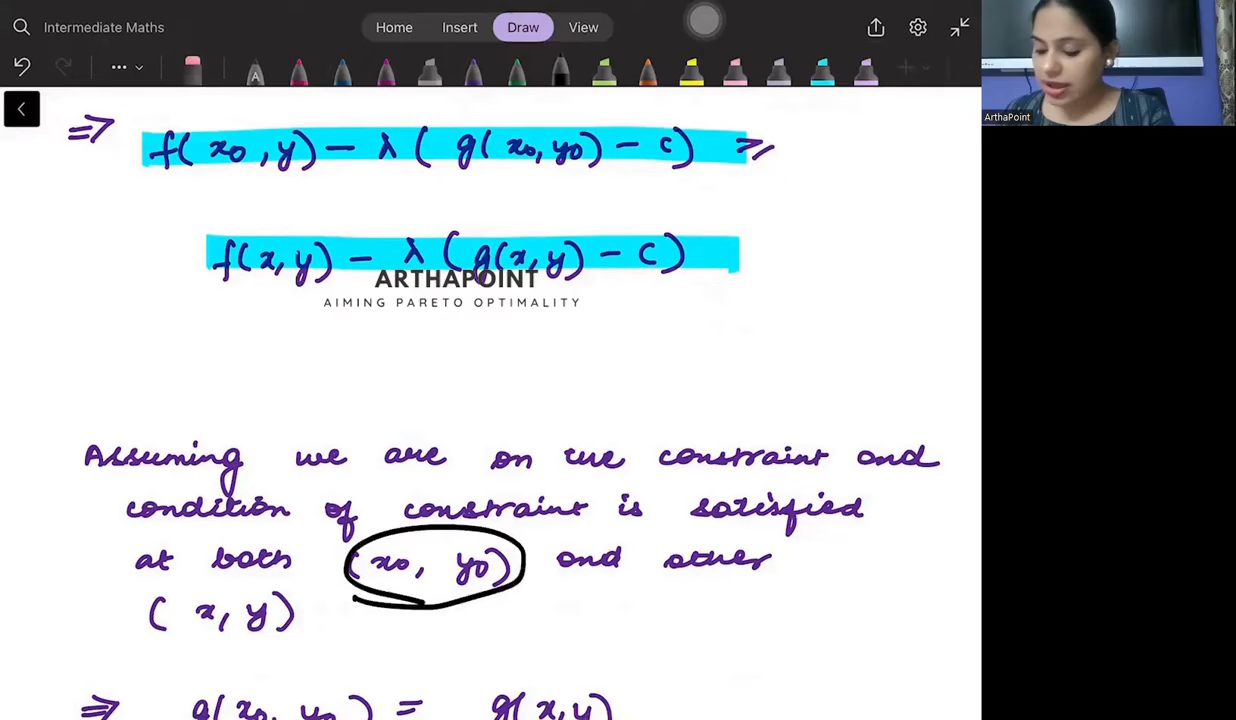 Intermediate Maths
Home Insert Draw View
ArthaPoint
=> f(x₀, y) − λ ( g(x₀, y₀) − c) ≥
f(x, y) − λ (g(x, y) − c)
ARTHAPOINT
AIMING PARETO OPTIMALITY
Assuming we are on the constraint and
condition of constraint is satisfied
at both (x₀, y₀) and other
(x, y)
=> g(x₀, y₀) = g(x, y)